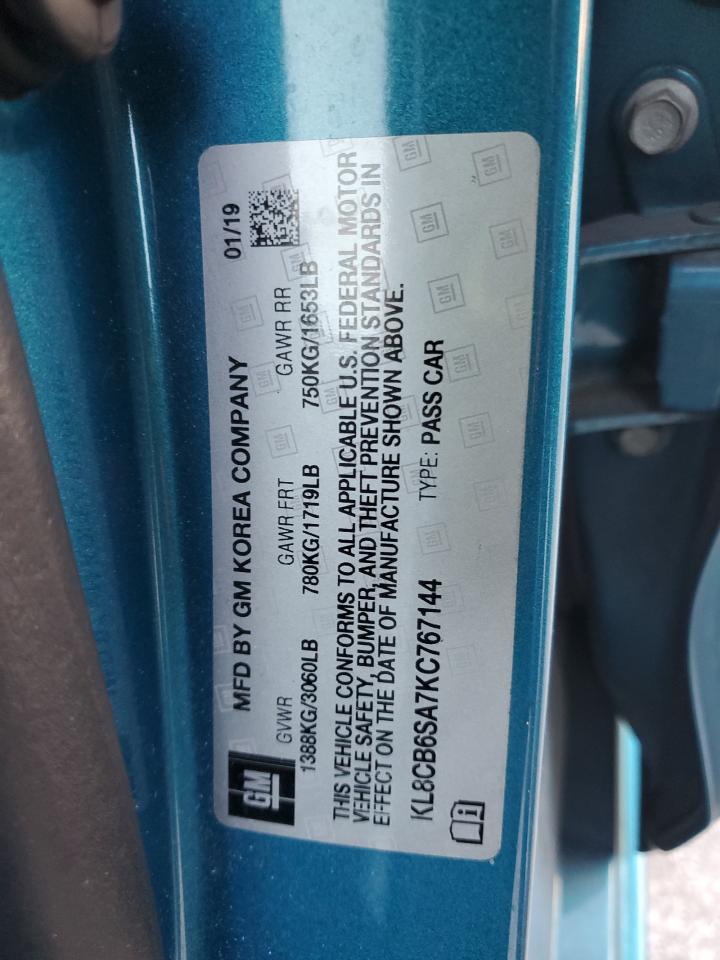 GM
MFD BY GM KOREA COMPANY
01/19
GVWR GAWR FRT GAWR RR
1388KG/3060LB 780KG/1719LB 750KG/1653LB
THIS VEHICLE CONFORMS TO ALL APPLICABLE U.S. FEDERAL MOTOR
VEHICLE SAFETY, BUMPER, AND THEFT PREVENTION STANDARDS IN
EFFECT ON THE DATE OF MANUFACTURE SHOWN ABOVE.
KL8CB6SA7KC767144 TYPE: PASS CAR